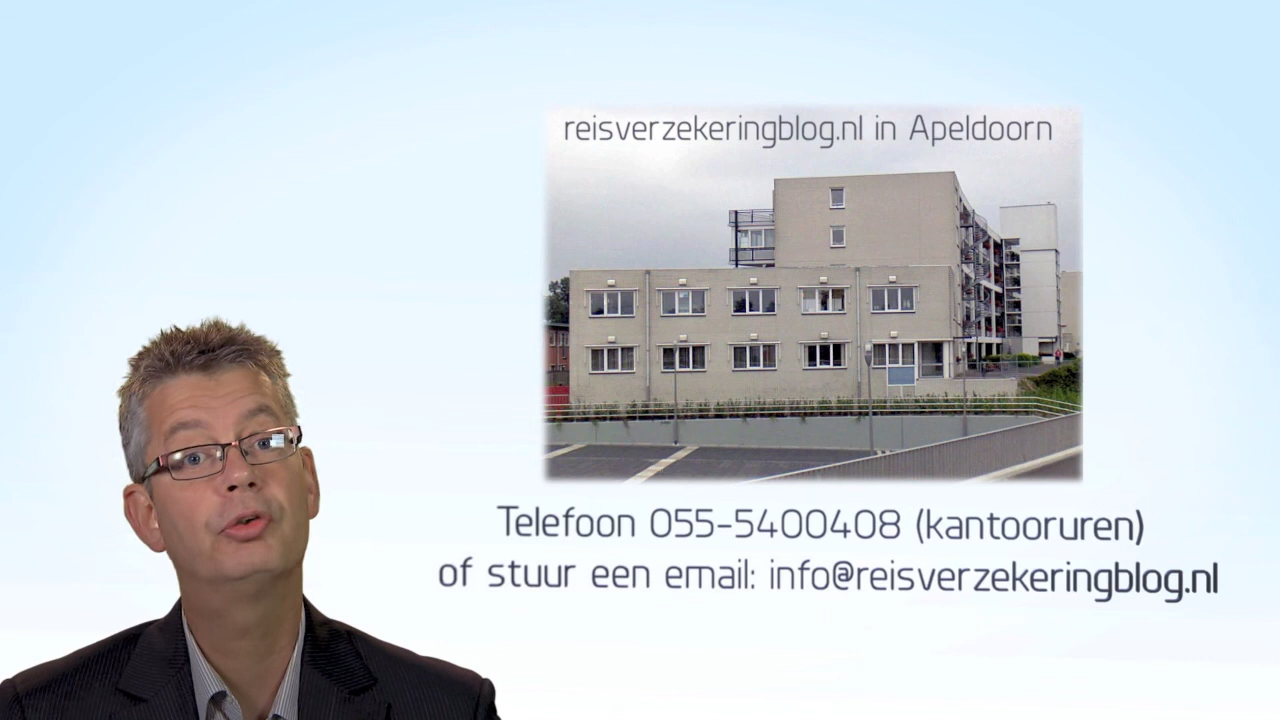 reisverzekeringblog.nl in Apeldoorn
Telefoon 055-5400408 (kantooruren)
of stuur een email: info@reisverzekeringblog.nl